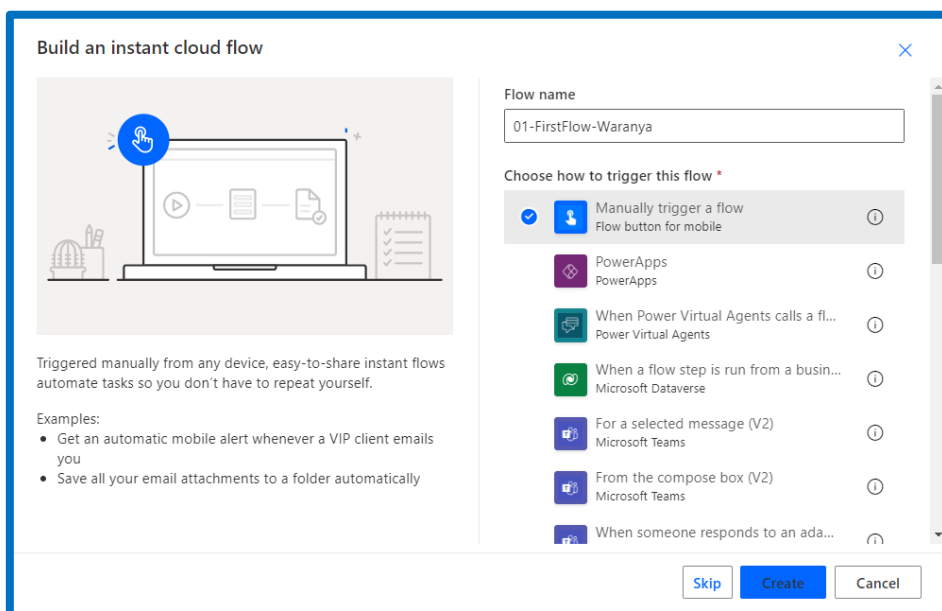 Build an instant cloud flow
Triggered manually from any device, easy-to-share instant flows
automate tasks so you don't have to repeat yourself.
Examples:
Get an automatic mobile alert whenever a VIP client emails
you
Save all your email attachments to a folder automatically
Flow name
01-FirstFlow-Waranya
Choose how to trigger this flow *
Manually trigger a flow
Flow button for mobile
PowerApps
PowerApps
When Power Virtual Agents calls a fl...
Power Virtual Agents
When a flow step is run from a busin...
Microsoft Dataverse
For a selected message (V2)
Microsoft Teams
From the compose box (V2)
Microsoft Teams
When someone responds to an ada...
Skip
Create
Cancel